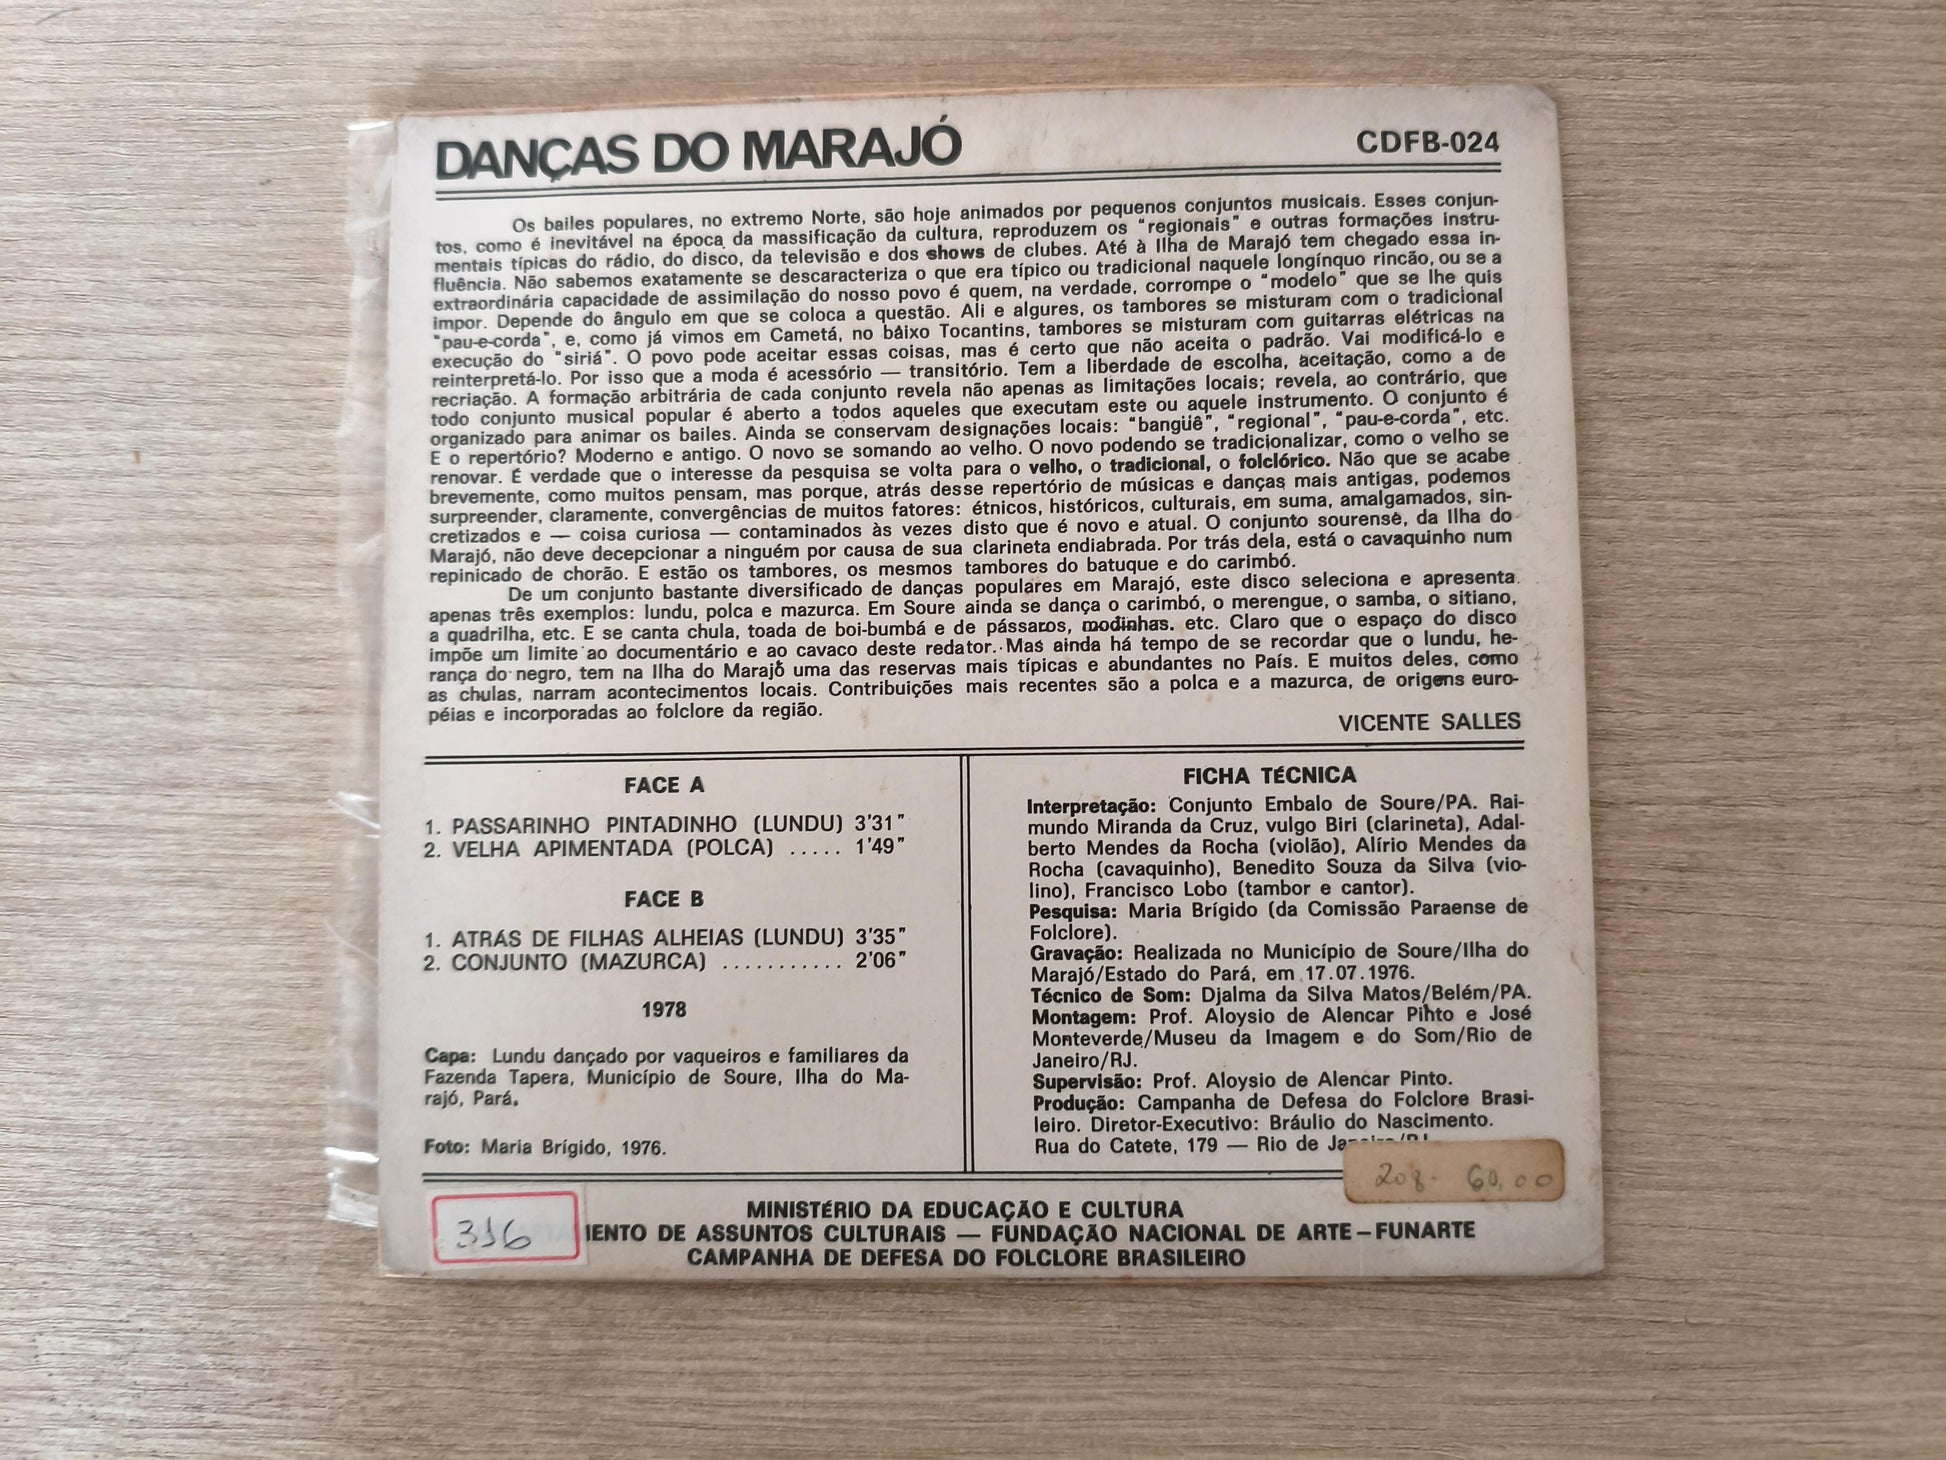 DANÇAS DO MARAJÓ
CDFB-024
Os bailes populares, no extremo Norte, são hoje animados por pequenos conjuntos musicais. Esses conjun-
tos, como é inevitável na época da massificação da cultura, reproduzem os "regionais" e outras formações instru-
mentais típicas do rádio, do disco, da televisão e dos shows de clubes. Até à Ilha de Marajó tem chegado essa in-
fluência. Não sabemos exatamente se descaracteriza o que era típico ou tradicional naquele longínquo rincão, ou se a
extraordinária capacidade de assimilação do nosso povo é quem, na verdade, corrompe o "modelo" que se lhe quis
impor. Depende do ângulo em que se coloca a questão. Ali e algures, os tambores se misturam com o tradicional
"pau-e-corda", e, como já vimos em Cametá, no báixo Tocantins, tambores se misturam com guitarras elétricas na
execução do "siriá". O povo pode aceitar essas coisas, mas é certo que não aceita o padrão. Vai modificá-lo e
reinterpretá-lo. Por isso que a moda é acessório — transitório. Tem a liberdade de escolha, aceitação, como a de
recriação. A formação arbitrária de cada conjunto revela não apenas as limitações locais; revela, ao contrário, que
todo conjunto musical popular é aberto a todos aqueles que executam este ou aquele instrumento. O conjunto é
organizado para animar os bailes. Ainda se conservam designações locais: "bangüê", "regional", "pau-e-corda", etc.
E o repertório? Moderno e antigo. O novo se somando ao velho. O novo podendo se tradicionalizar, como o velho se
renovar. É verdade que o interesse da pesquisa se volta para o velho, o tradicional, o folclórico. Não que se acabe
brevemente, como muitos pensam, mas porque, atrás desse repertório de músicas e danças mais antigas, podemos
surpreender, claramente, convergências de muitos fatores: étnicos, históricos, culturais, em suma, amalgamados, sin-
cretizados e — coisa curiosa — contaminados às vezes disto que é novo e atual. O conjunto sourense, da Ilha do
Marajó, não deve decepcionar a ninguém por causa de sua clarineta endiabrada. Por trás dela, está o cavaquinho num
repinicado de chorão. E estão os tambores, os mesmos tambores do batuque e do carimbó.
De um conjunto bastante diversificado de danças populares em Marajó, este disco seleciona e apresenta
apenas três exemplos: lundu, polca e mazurca. Em Soure ainda se dança o carimbó, o merengue, o samba, o sitiano,
a quadrilha, etc. E se canta chula, toada de boi-bumbá e de pássaros, modinhas. etc. Claro que o espaço do disco
impõe um limite ao documentário e ao cavaco deste redator. Mas ainda há tempo de se recordar que o lundu, he-
rança do negro, tem na Ilha do Marajó uma das reservas mais típicas e abundantes no País. E muitos deles, como
as chulas, narram acontecimentos locais. Contribuições mais recentes são a polca e a mazurca, de origens euro-
péias e incorporadas ao folclore da região.
VICENTE SALLES
FACE A
1. PASSARINHO PINTADINHO (LUNDU) 3'31"
2. VELHA APIMENTADA (POLCA) ..... 1'49"
FACE B
1. ATRÁS DE FILHAS ALHEIAS (LUNDU) 3'35"
2. CONJUNTO (MAZURCA) ........... 2'06"
1978
Capa: Lundu dançado por vaqueiros e familiares da
Fazenda Tapera, Município de Soure, Ilha do Ma-
rajó, Pará.
Foto: Maria Brígido, 1976.
FICHA TÉCNICA
Interpretação: Conjunto Embalo de Soure/PA. Rai-
mundo Miranda da Cruz, vulgo Biri (clarineta), Adal-
berto Mendes da Rocha (violão), Alírio Mendes da
Rocha (cavaquinho), Benedito Souza da Silva (vio-
lino), Francisco Lobo (tambor e cantor).
Pesquisa: Maria Brígido (da Comissão Paraense de
Folclore).
Gravação: Realizada no Município de Soure/Ilha do
Marajó/Estado do Pará, em 17.07.1976.
Técnico de Som: Djalma da Silva Matos/Belém/PA.
Montagem: Prof. Aloysio de Alencar Pinto e José
Monteverde/Museu da Imagem e do Som/Rio de
Janeiro/RJ.
Supervisão: Prof. Aloysio de Alencar Pinto.
Produção: Campanha de Defesa do Folclore Brasi-
leiro. Diretor-Executivo: Bráulio do Nascimento.
Rua do Catete, 179 — Rio de Janeiro/RJ
208- 60,00
MINISTÉRIO DA EDUCAÇÃO E CULTURA
316
DE ASSUNTOS CULTURAIS — FUNDAÇÃO NACIONAL DE ARTE – FUNARTE
CAMPANHA DE DEFESA DO FOLCLORE BRASILEIRO